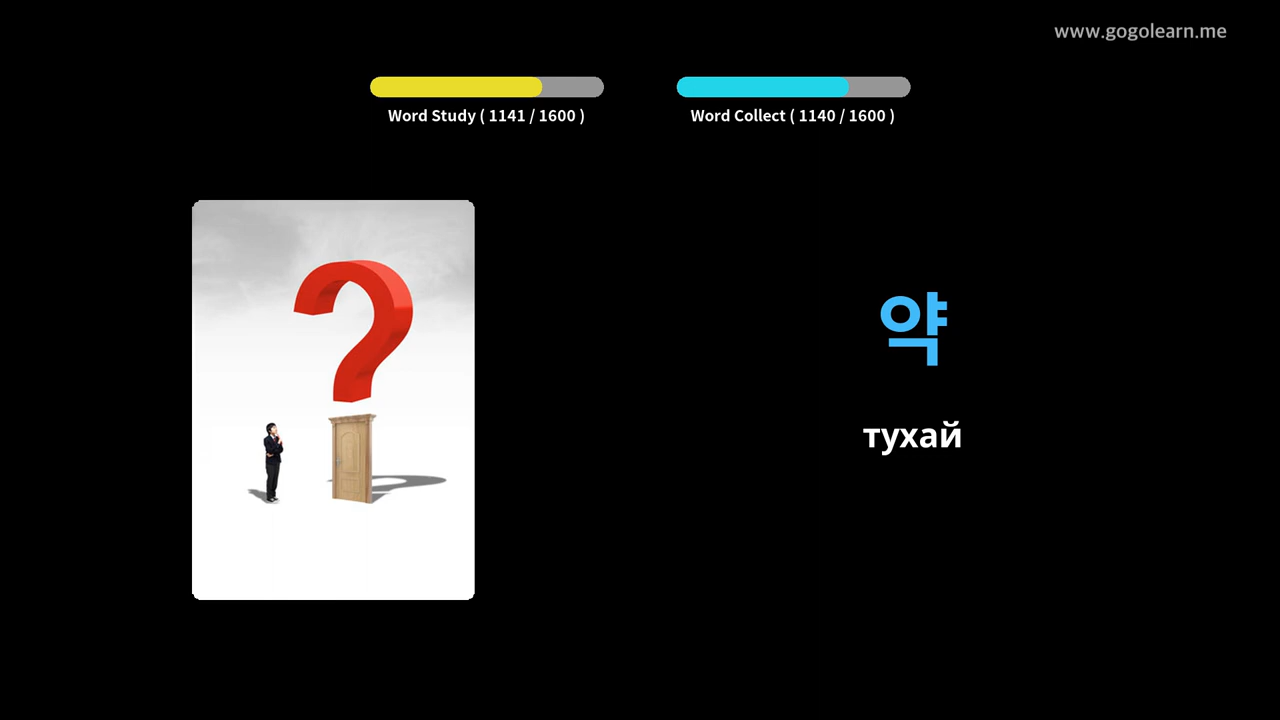 www.gogolearn.me
Word Study ( 1141 / 1600 )
Word Collect ( 1140 / 1600 )
약
тухай